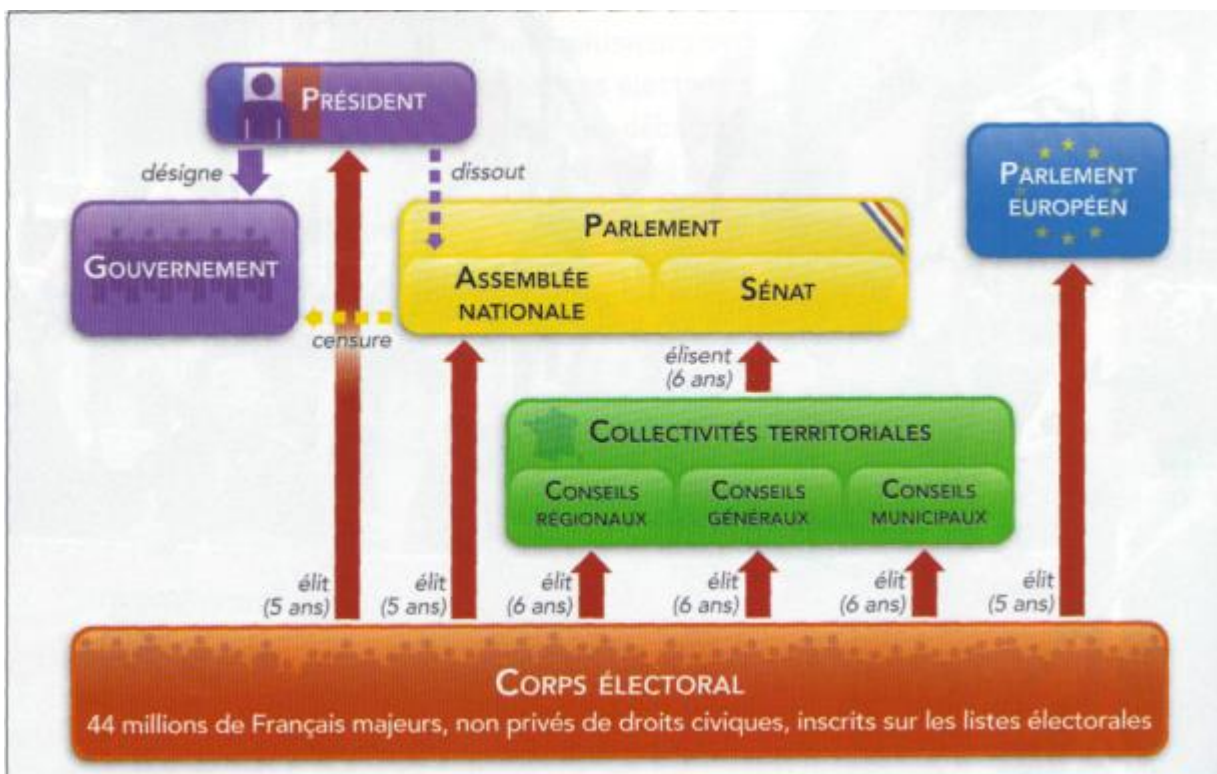 PRÉSIDENT
désigne
dissout
PARLEMENT
EUROPÉEN
GOUVERNEMENT
PARLEMENT
ASSEMBLÉE
NATIONALE
SÉNAT
censure
élisent
(6 ans)
COLLECTIVITÉS TERRITORIALES
CONSEILS
RÉGIONAUX
CONSEILS
GÉNÉRAUX
CONSEILS
MUNICIPAUX
élit
(5 ans)
élit
(5 ans)
élit
(6 ans)
élit
(6 ans)
élit
(6 ans)
élit
(5 ans)
CORPS ÉLECTORAL
44 millions de Français majeurs, non privés de droits civiques, inscrits sur les listes électorales